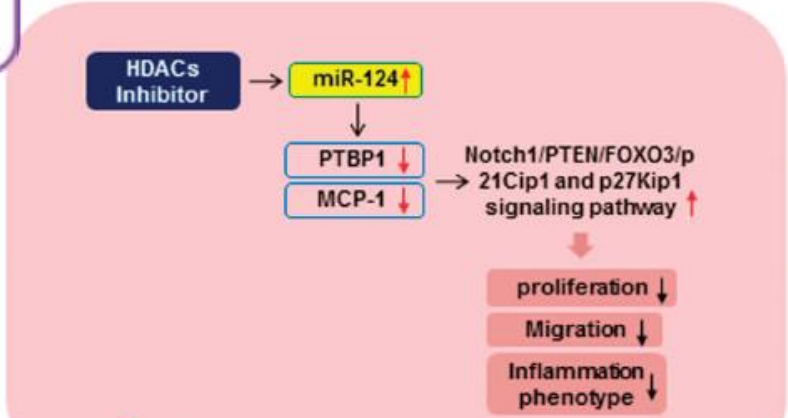 HDACs
Inhibitor
miR-124↑
PTBP1 ↓
MCP-1 ↓
Notch1/PTEN/FOXO3/p
21Cip1 and p27Kip1
signaling pathway ↑
proliferation ↓
Migration ↓
Inflammation
phenotype ↓